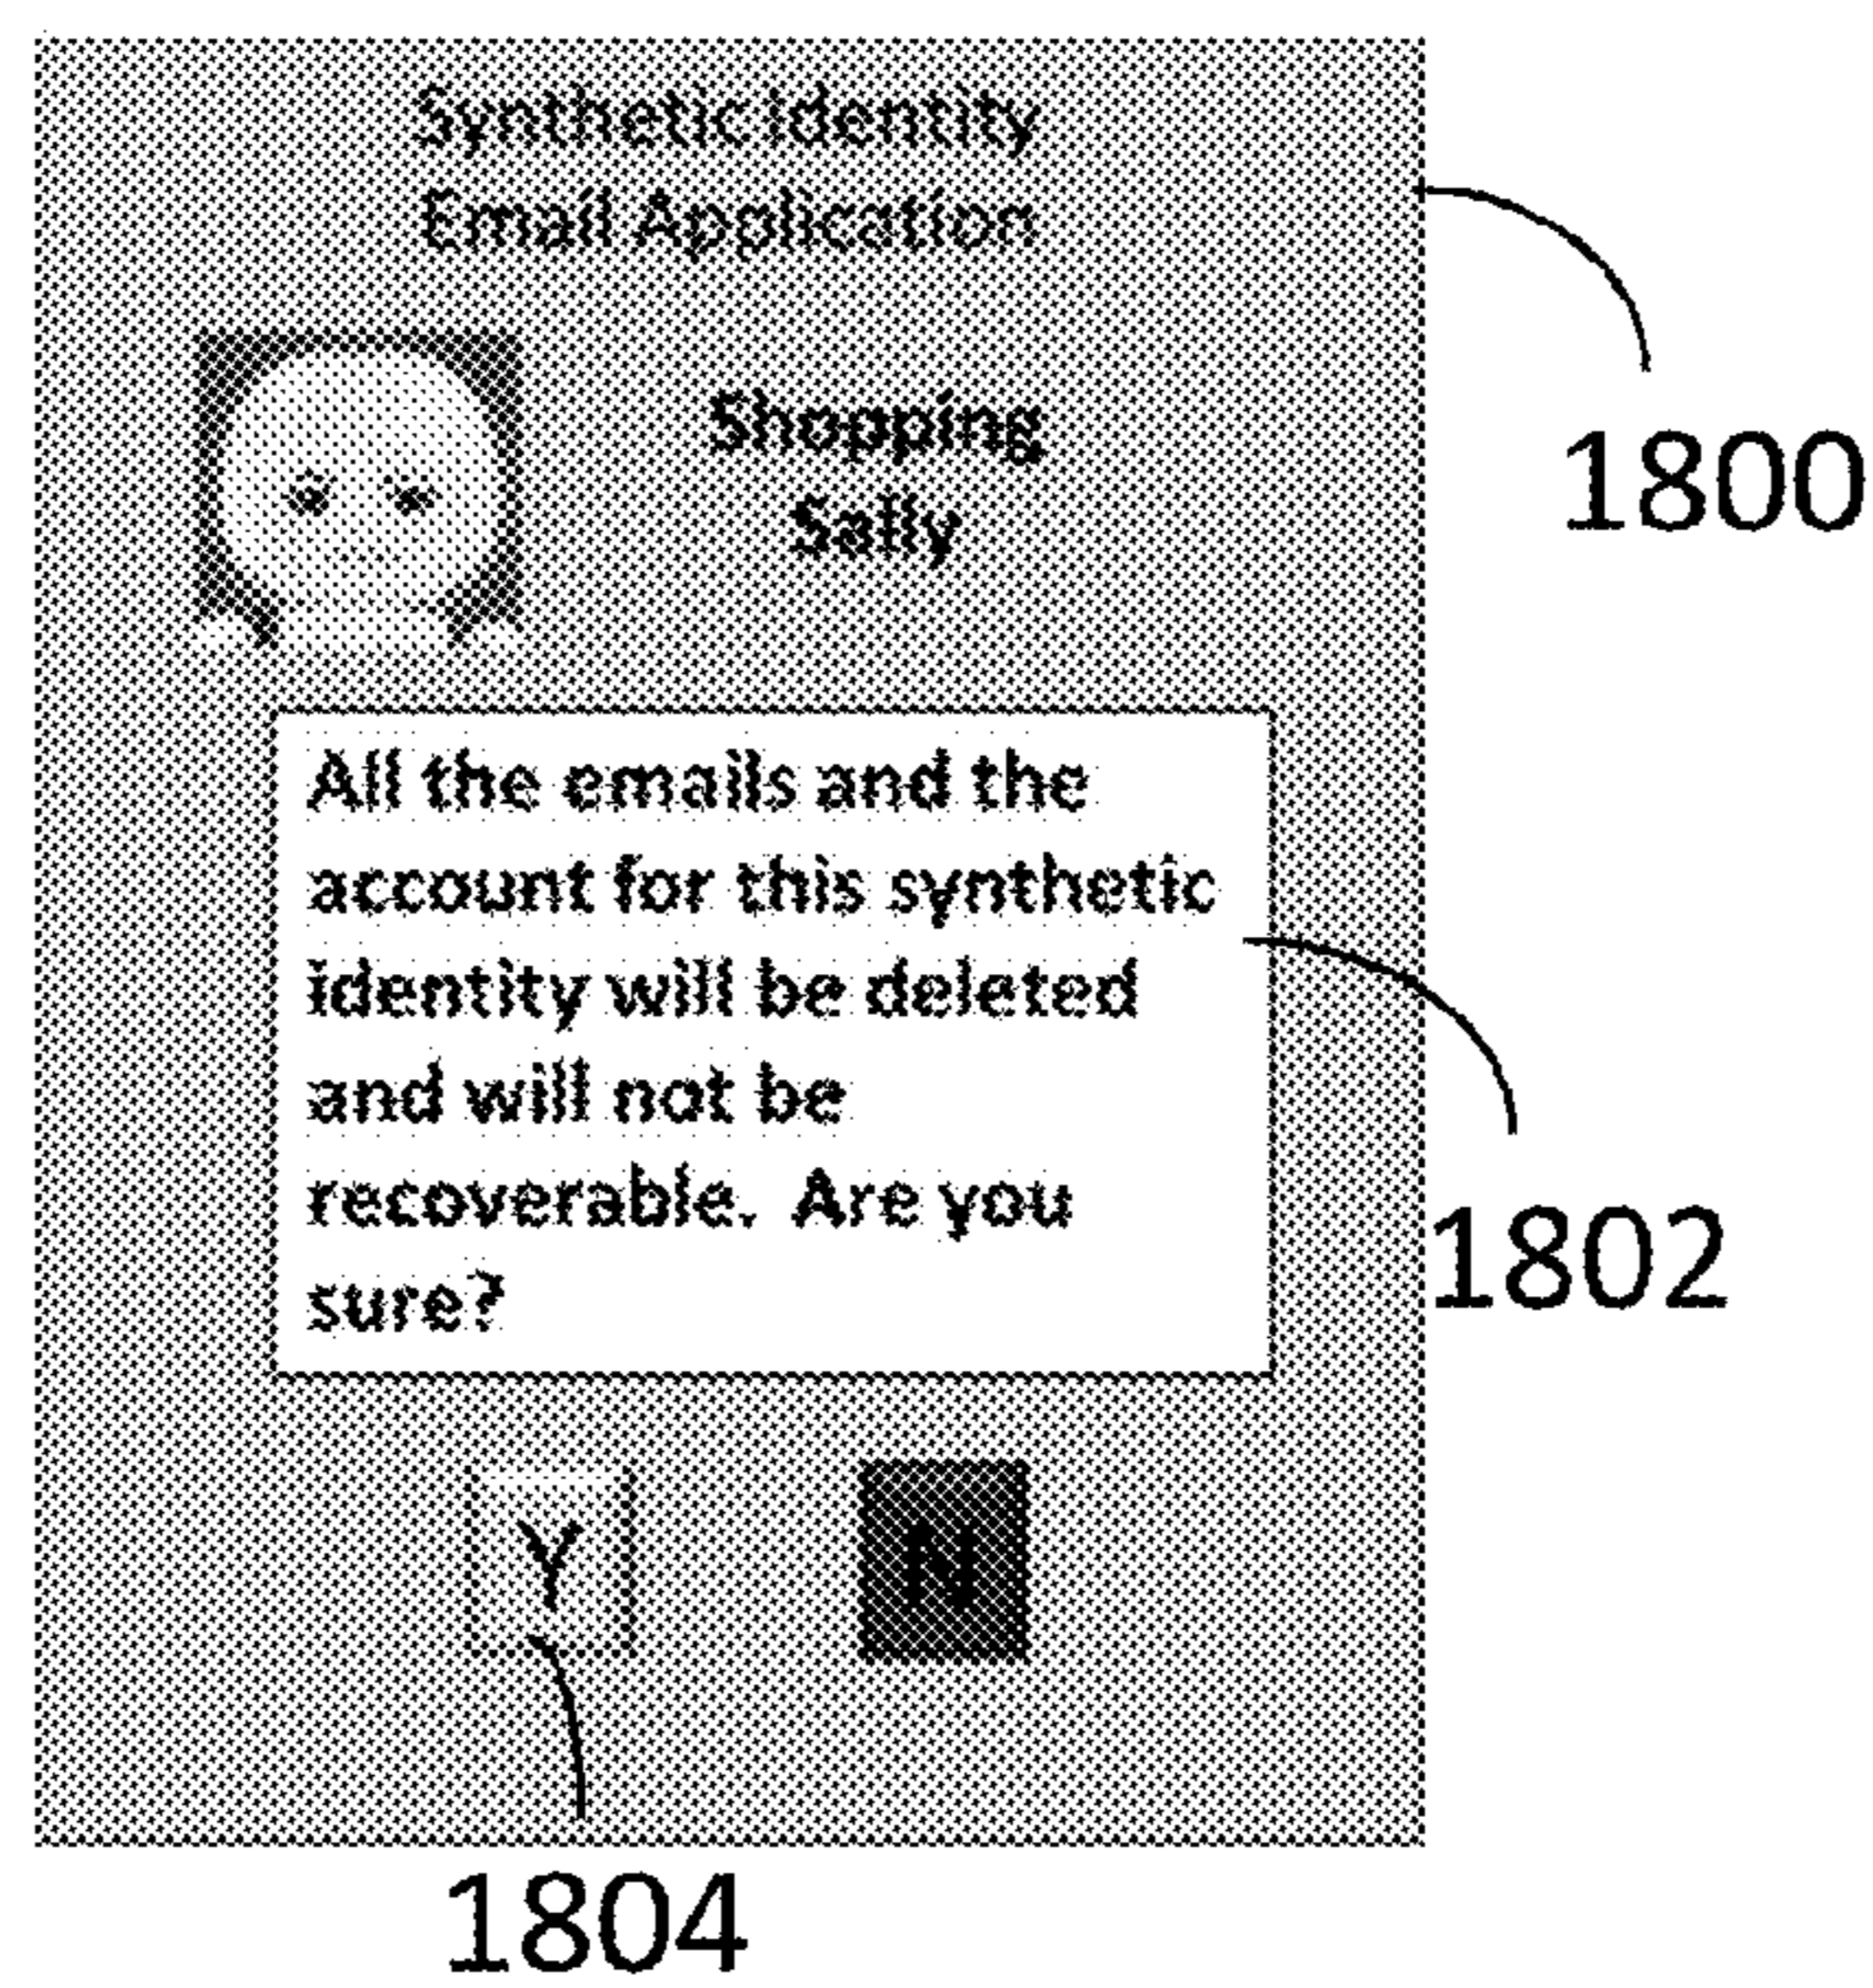 Synthetic Identity
Email Application
Shopping
Sally
1800
All the emails and the
account for this synthetic
identity will be deleted
and will not be
recoverable. Are you
sure?
1802
Y N
1804